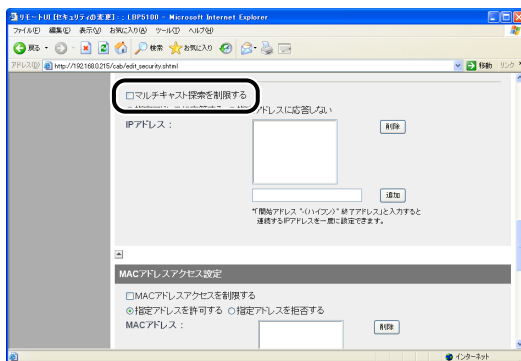 リモートUI [セキュリティの変更] : ; LBP5100 - Microsoft Internet Explorer
ファイル(F) 編集(E) 表示(V) お気に入り(A) ツール(T) ヘルプ(H)
戻る 検索 お気に入り
アドレス(D) http://192.168.0.215/cab/edit_security.shtml 移動 リンク
□マルチキャスト探索を制限する
アドレスに応答しない
IPアドレス：
削除
追加
*「開始アドレス "-(ハイフン)" 終了アドレス」と入力すると
連続するIPアドレスを一度に設定できます。
MACアドレスアクセス設定
□MACアドレスアクセスを制限する
◎指定アドレスを許可する ○指定アドレスを拒否する
MACアドレス：
削除
インターネット